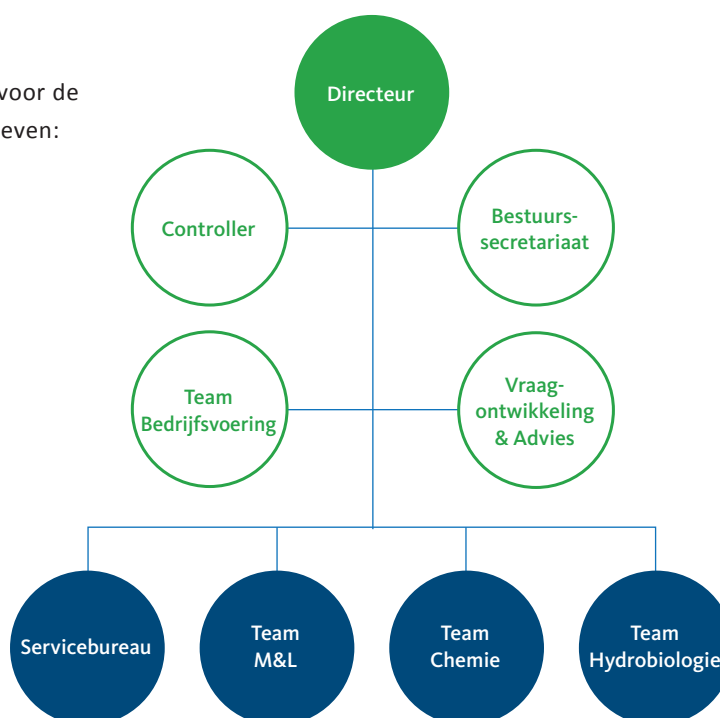 voor de
even:
Directeur
Controller
Bestuurs-
secretariaat
Team
Bedrijfsvoering
Vraag-
ontwikkeling
& Advies
Servicebureau
Team
M&L
Team
Chemie
Team
Hydrobiologie